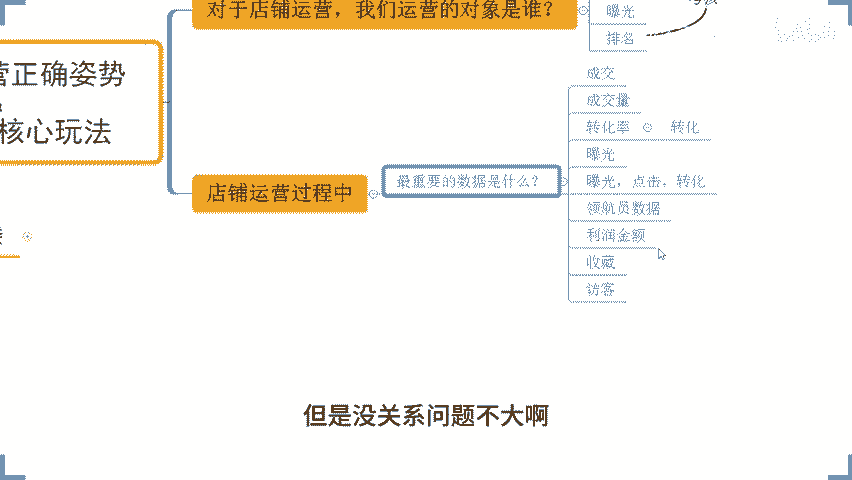 对于店铺运营，我们运营的对象是谁？
曝光
排名
营正确姿势
核心玩法
成交
成交量
转化率
转化
曝光
店铺运营过程中
最重要的数据是什么？
曝光，点击，转化
领航员数据
利润金额
收藏
访客
但是没关系问题不大啊